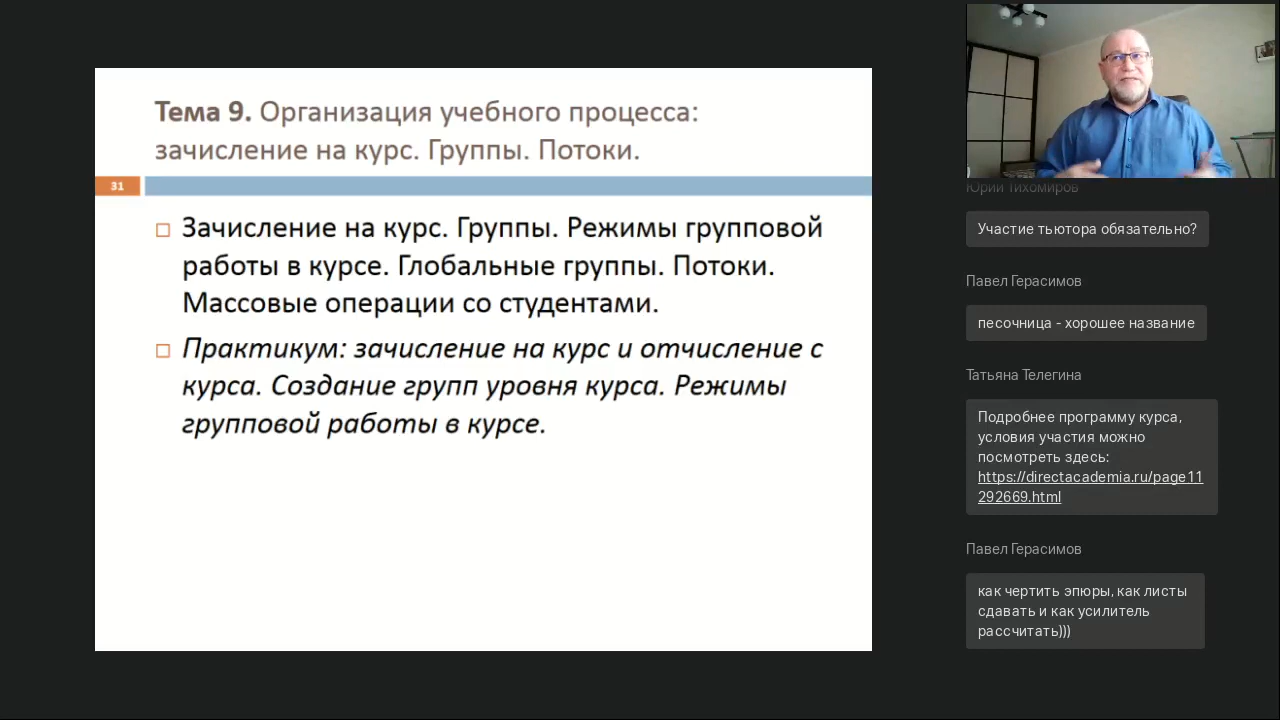 Тема 9. Организация учебного процесса:
зачисление на курс. Группы. Потоки.
31
Зачисление на курс. Группы. Режимы групповой
работы в курсе. Глобальные группы. Потоки.
Массовые операции со студентами.
Практикум: зачисление на курс и отчисление с
курса. Создание групп уровня курса. Режимы
групповой работы в курсе.
Юрий Тихомиров
Участие тьютора обязательно?
Павел Герасимов
песочница - хорошее название
Татьяна Телегина
Подробнее программу курса,
условия участия можно
посмотреть здесь:
https://directacademia.ru/page11
292669.html
Павел Герасимов
как чертить эпюры, как листы
сдавать и как усилитель
рассчитать)))